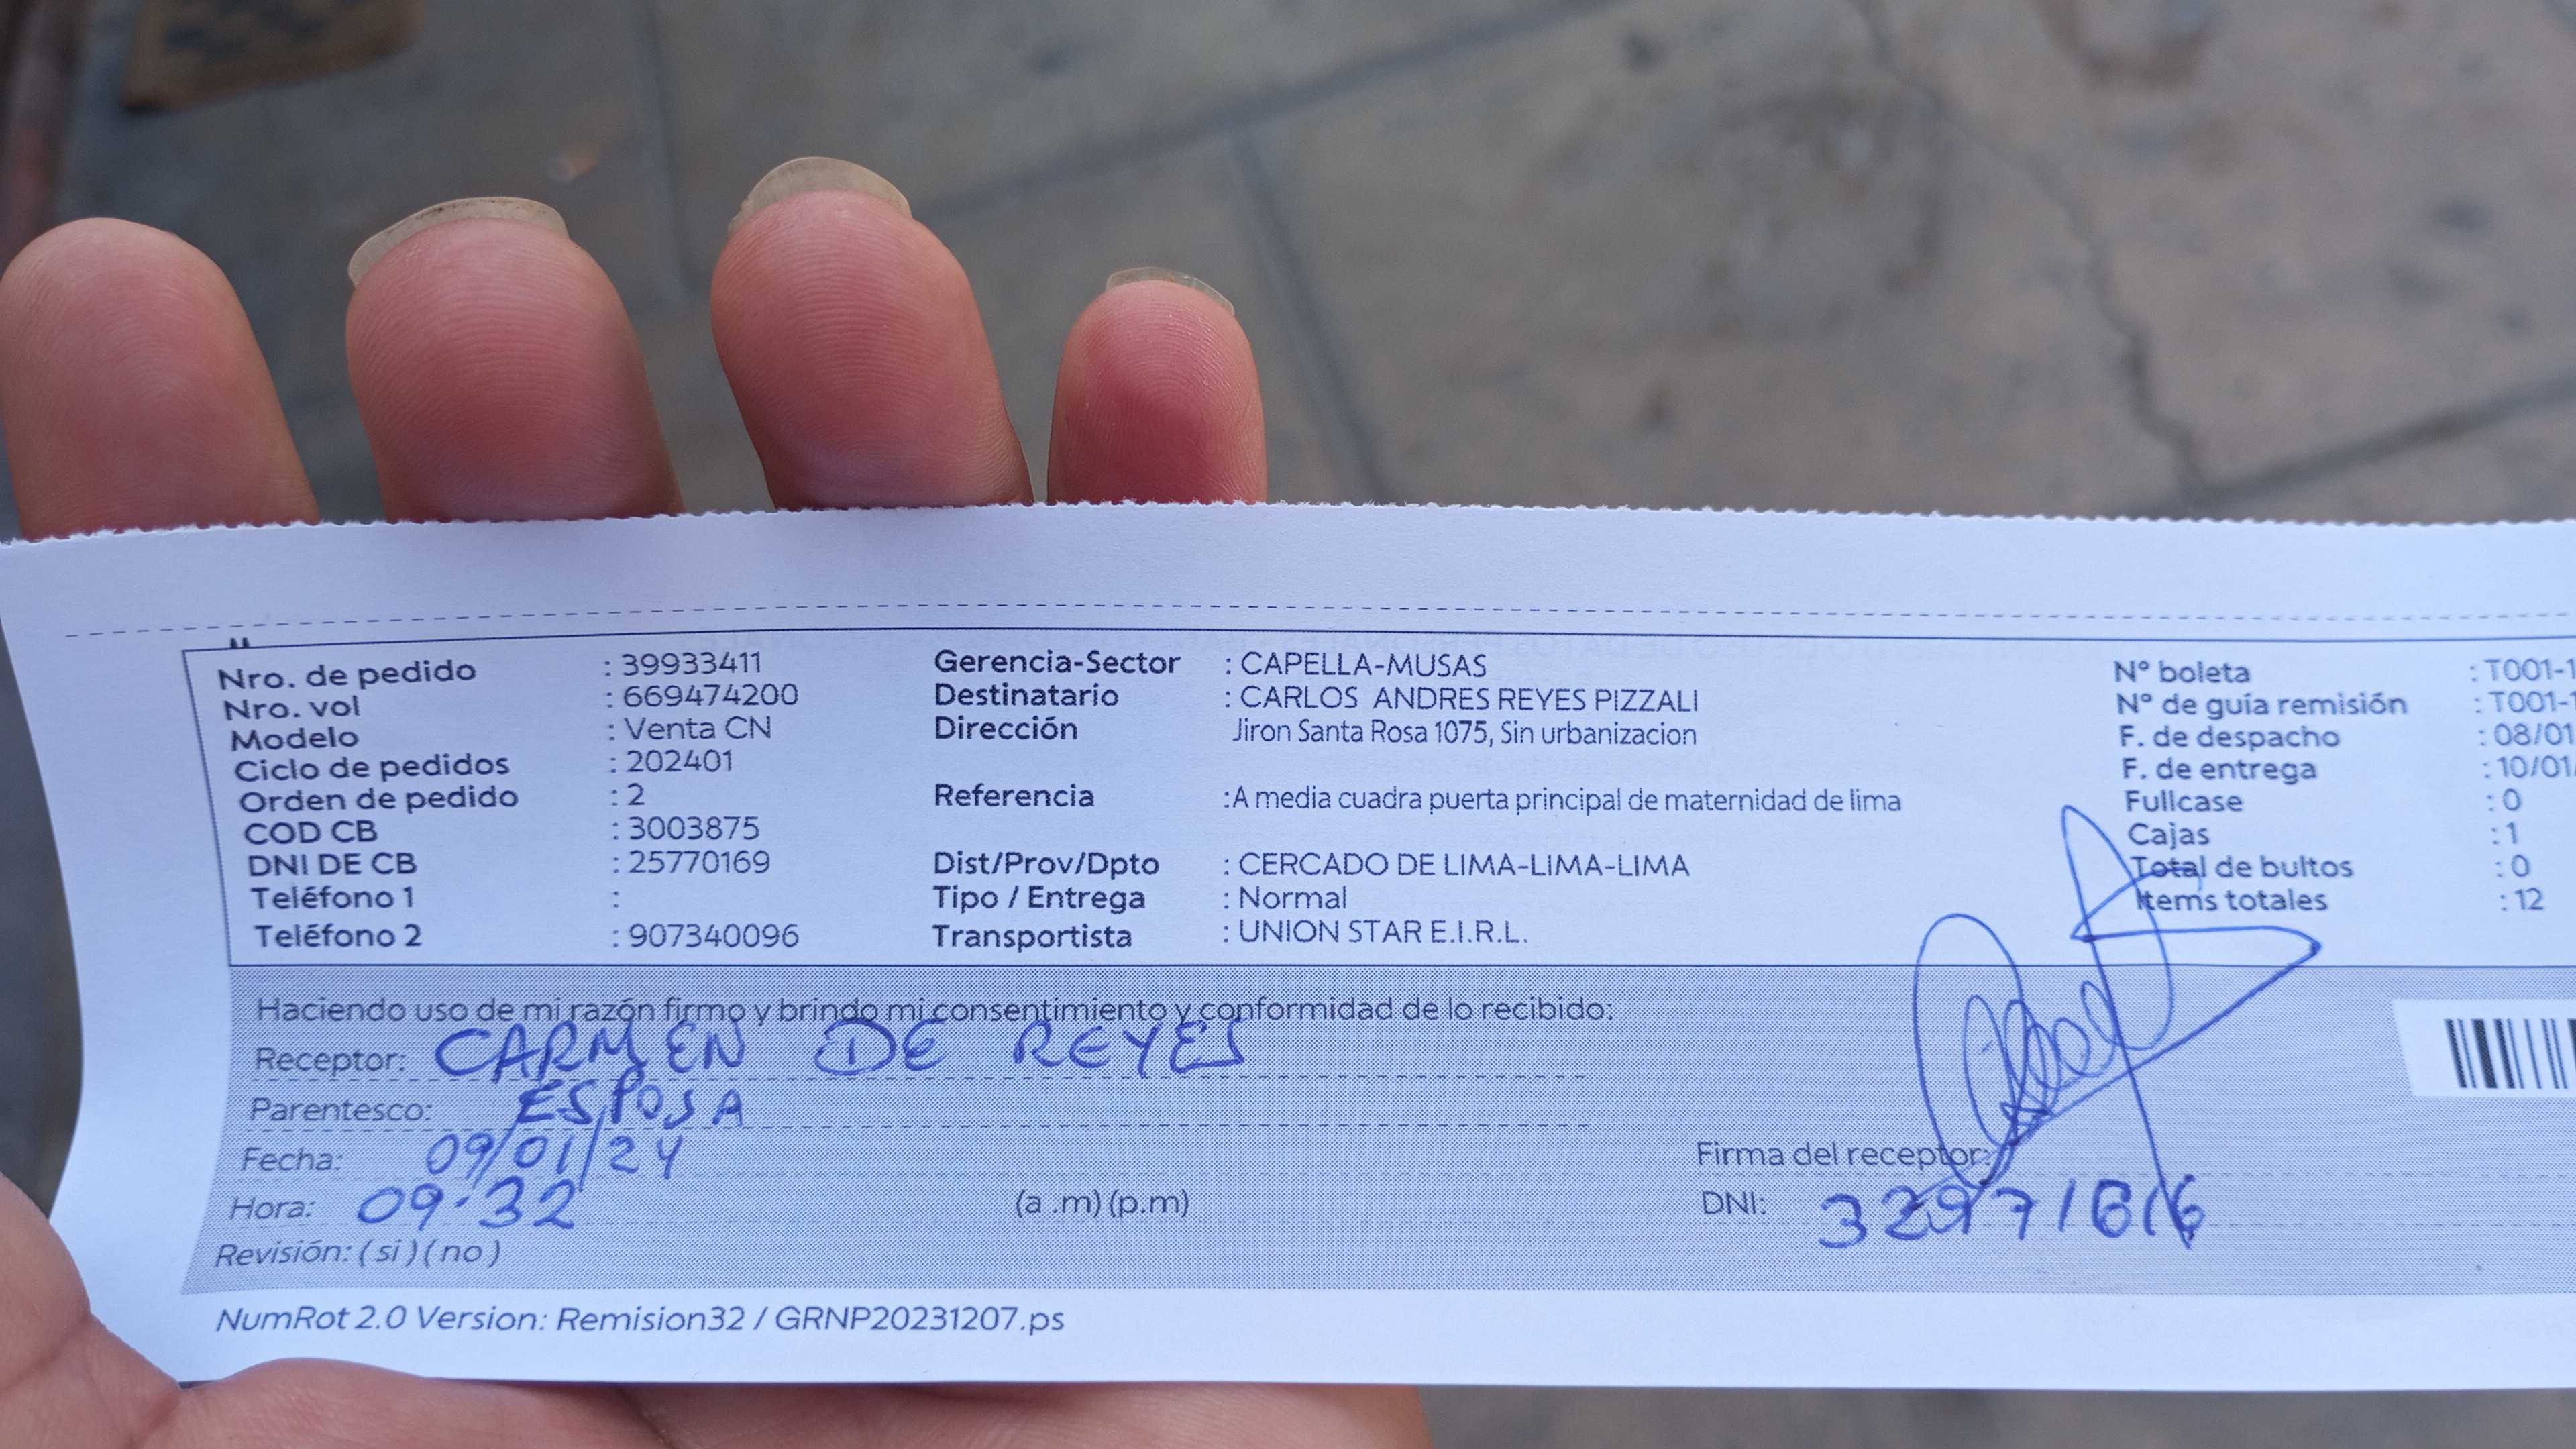 Nro. de pedido : 39933411 Gerencia-Sector : CAPELLA-MUSAS Nº boleta : T001-1
Nro. vol : 669474200 Destinatario : CARLOS ANDRES REYES PIZZALI Nº de guía remisión : T001-1
Modelo : Venta CN Dirección Jiron Santa Rosa 1075, Sin urbanizacion F. de despacho : 08/01
Ciclo de pedidos : 202401 F. de entrega : 10/01/
Orden de pedido : 2 Referencia :A media cuadra puerta principal de maternidad de lima Fullcase : 0
COD CB : 3003875 Cajas : 1
DNI DE CB : 25770169 Dist/Prov/Dpto : CERCADO DE LIMA-LIMA-LIMA Total de bultos : 0
Teléfono 1 : Tipo / Entrega : Normal Items totales : 12
Teléfono 2 : 907340096 Transportista : UNION STAR E.I.R.L.
Haciendo uso de mi razón firmo y brindo mi consentimiento y conformidad de lo recibido:
Receptor: CARMEN DE REYES
Parentesco: ESPOSA
Fecha: 09/01/24 Firma del receptor:
Hora: 09:32 (a .m) (p.m) DNI:
Revisión: ( si ) ( no )
NumRot 2.0 Version: Remision32 / GRNP20231207.ps